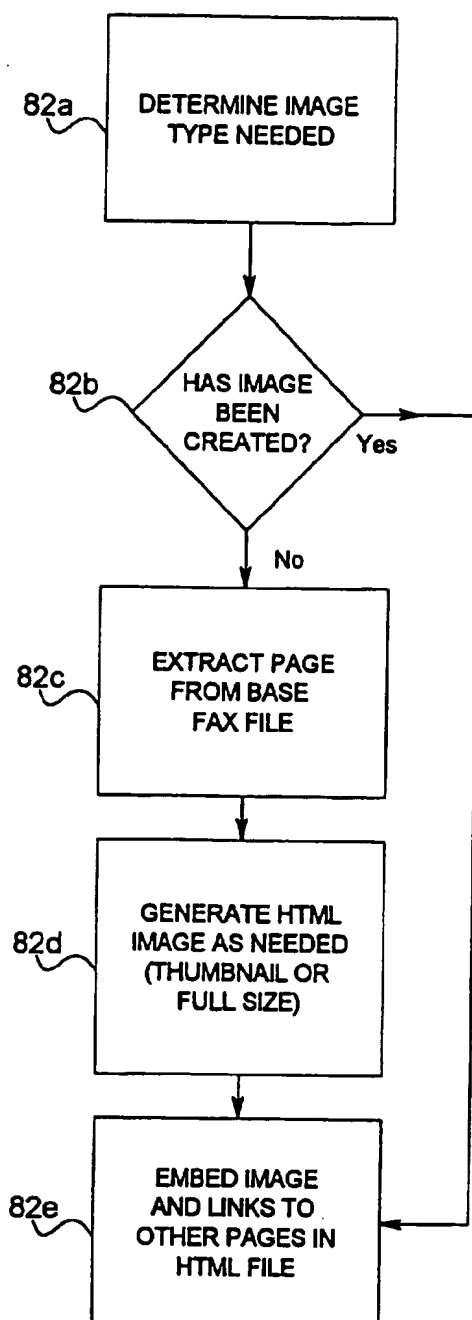 82a
DETERMINE IMAGE
TYPE NEEDED
82b
HAS IMAGE
BEEN
CREATED?
Yes
No
82c
EXTRACT PAGE
FROM BASE
FAX FILE
82d
GENERATE HTML
IMAGE AS NEEDED
(THUMBNAIL OR
FULL SIZE)
82e
EMBED IMAGE
AND LINKS TO
OTHER PAGES IN
HTML FILE